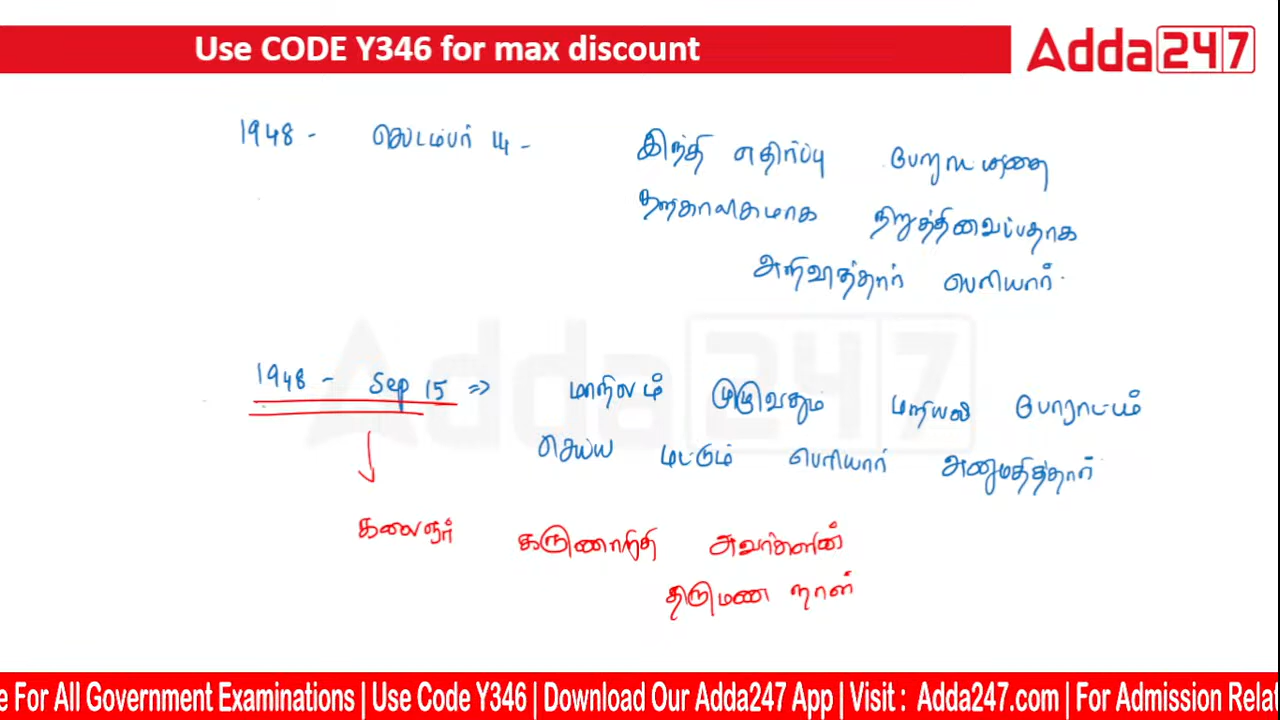 Use CODE Y346 for max discount
Adda247
1948 - செடம்பர் 14 - இந்தி எதிர்ப்பு போறாட்டத்தை
தற்காலிகமாக நிறுத்திவைப்பதாக
அறிவித்தார் பெரியார்
1948 - Sep 15 => மாநிலம் முழுவதும் மறியல் போராட்டம்
செய்ய மட்டும் பெரியார் அனுமதித்தார்
கலைஞர் கருணாநிதி அவர்களின்
திருமண நாள்
e For All Government Examinations | Use Code Y346 | Download Our Adda247 App | Visit : Adda247.com | For Admission Relat